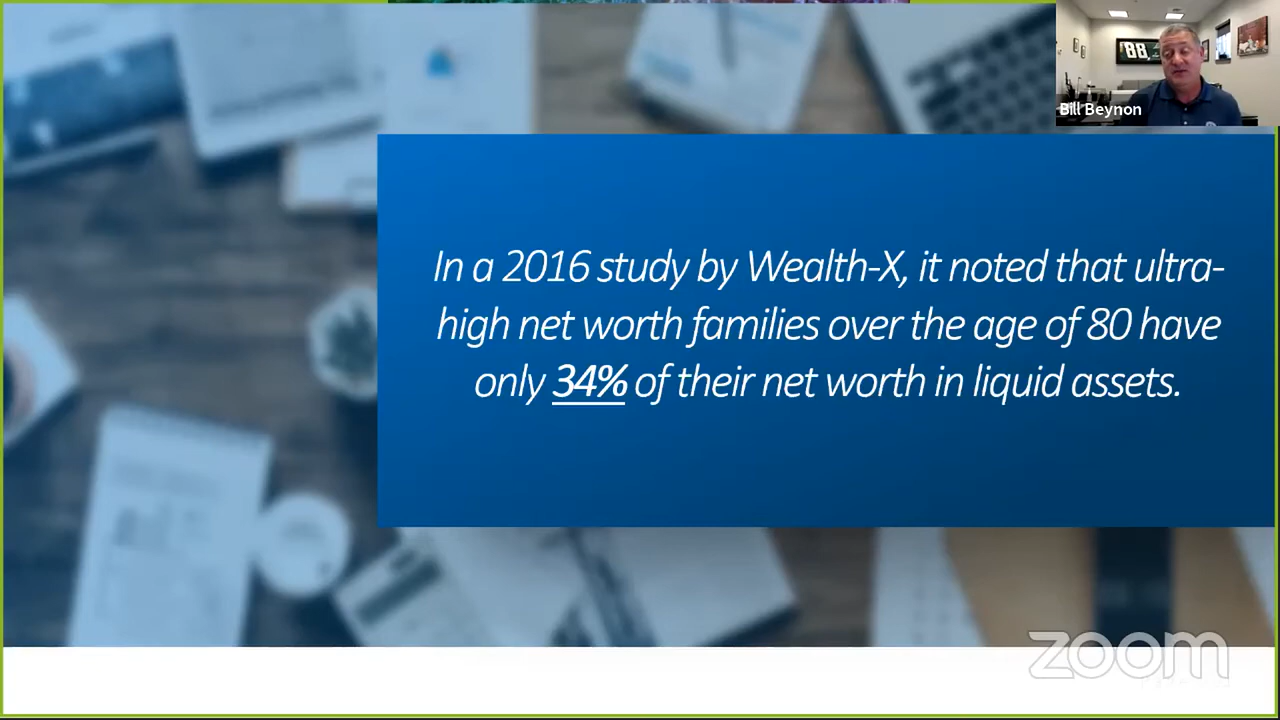 88
Bill Beynon
In a 2016 study by Wealth-X, it noted that ultra-
high net worth families over the age of 80 have
only 34% of their net worth in liquid assets.
zoom